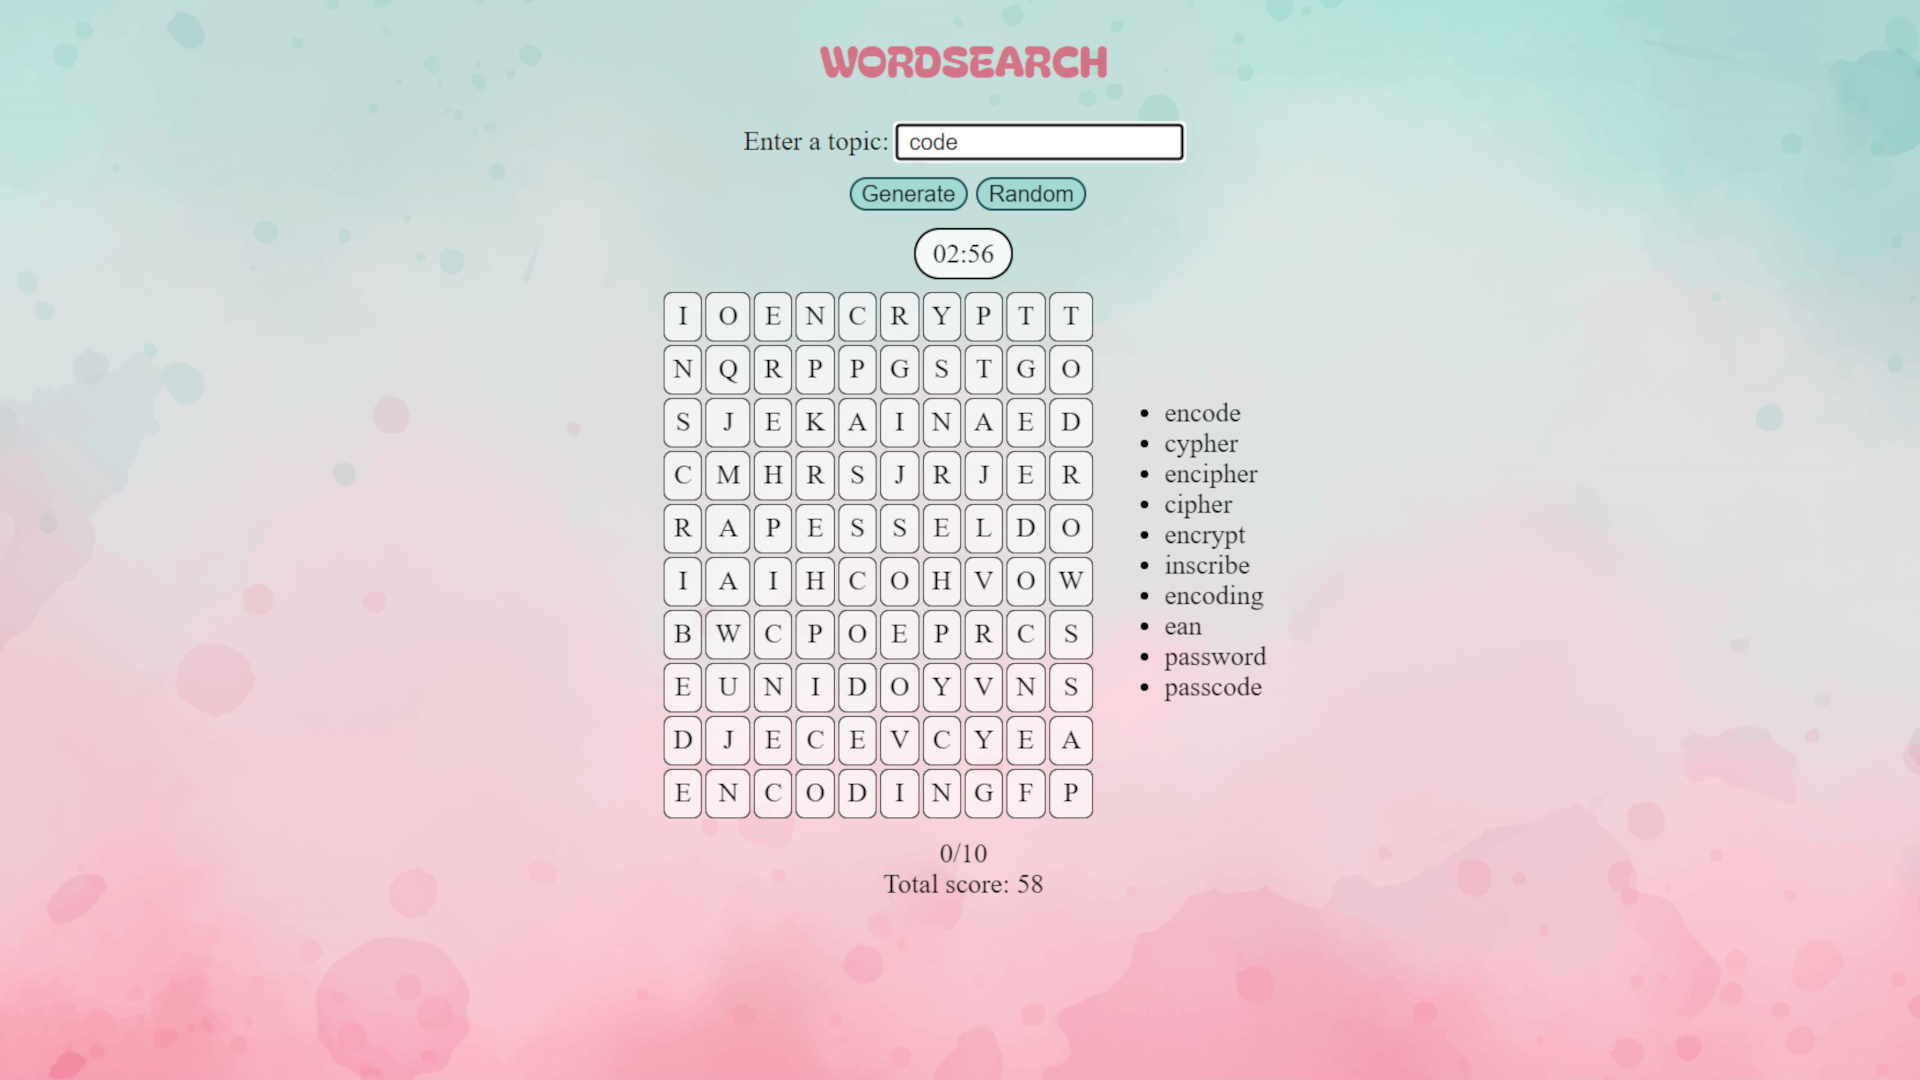 WORDSEARCH
Enter a topic: code
Generate Random
02:56
I O E N C R Y P T T
N Q R P P G S T G O
S J E K A I N A E D
C M H R S J R J E R
R A P E S S E L D O
I A I H C O H V O W
B W C P O E P R C S
E U N I D O Y V N S
D J E C E V C Y E A
E N C O D I N G F P
• encode
• cypher
• encipher
• cipher
• encrypt
• inscribe
• encoding
• ean
• password
• passcode
0/10
Total score: 58